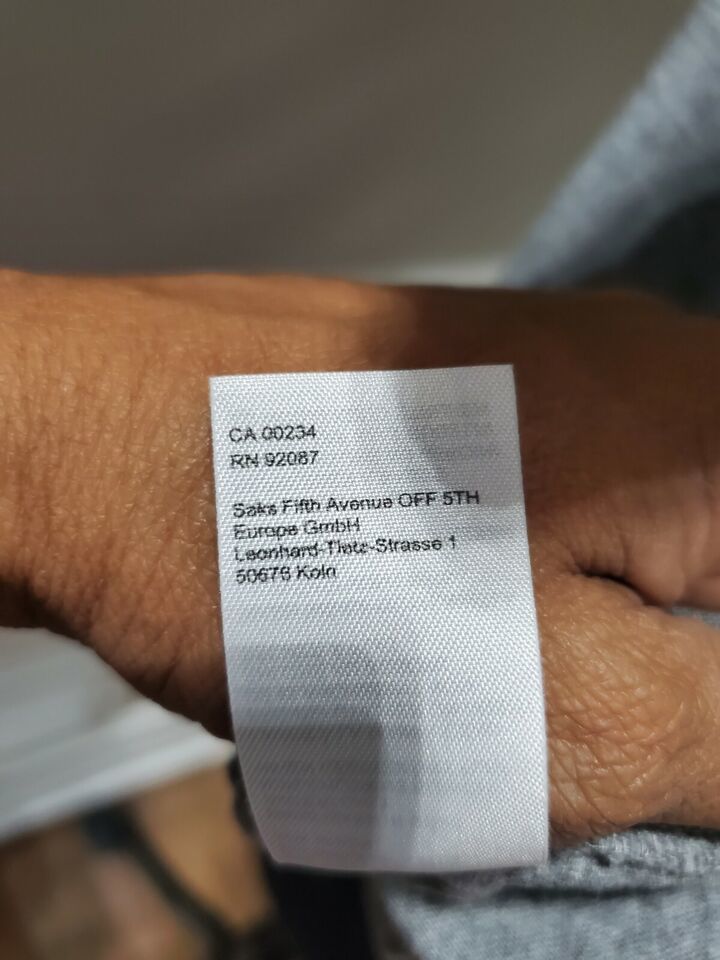 CA 00234
RN 92087
Saks Fifth Avenue OFF 5TH
Europe GmbH
Leonhard-Tietz-Strasse 1
50676 Koln